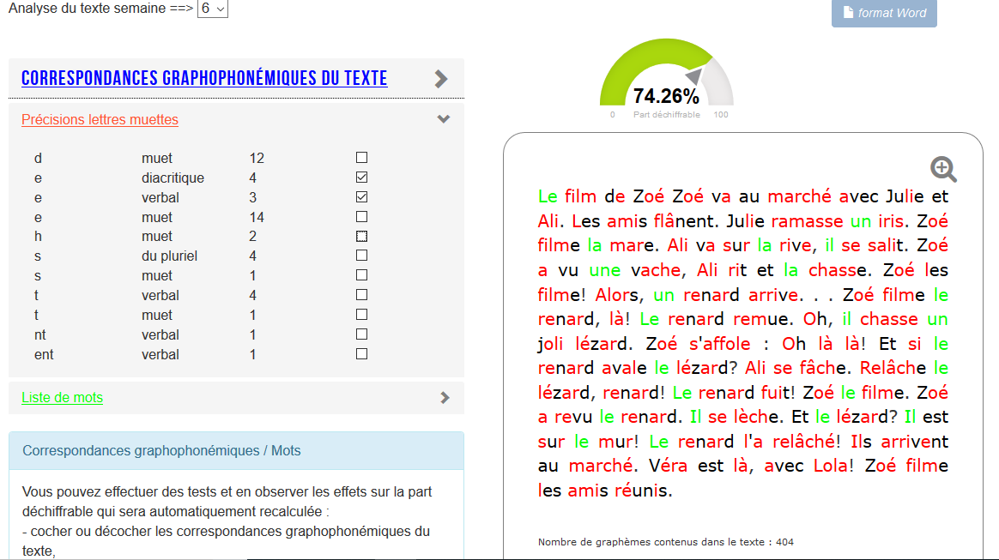 Analyse du texte semaine ==> 6
format Word
CORRESPONDANCES GRAPHOPHONÉMIQUES DU TEXTE
Précisions lettres muettes
d muet 12
e diacritique 4
e verbal 3
e muet 14
h muet 2
s du pluriel 4
s muet 1
t verbal 4
t muet 1
nt verbal 1
ent verbal 1
Liste de mots
Correspondances graphophonémiques / Mots
Vous pouvez effectuer des tests et en observer les effets sur la part
déchiffrable qui sera automatiquement recalculée :
- cocher ou décocher les correspondances graphophonémiques du
texte,
74.26%
0 Part déchiffrable 100
Le film de Zoé Zoé va au marché avec Julie et
Ali. Les amis flânent. Julie ramasse un iris. Zoé
filme la mare. Ali va sur la rive, il se salit. Zoé
a vu une vache, Ali rit et la chasse. Zoé les
filme! Alors, un renard arrive. . . Zoé filme le
renard, là! Le renard remue. Oh, il chasse un
joli lézard. Zoé s'affole : Oh là là! Et si le
renard avale le lézard? Ali se fâche. Relâche le
lézard, renard! Le renard fuit! Zoé le filme. Zoé
a revu le renard. Il se lèche. Et le lézard? Il est
sur le mur! Le renard l'a relâché! Ils arrivent
au marché. Véra est là, avec Lola! Zoé filme
les amis réunis.
Nombre de graphèmes contenus dans le texte : 404